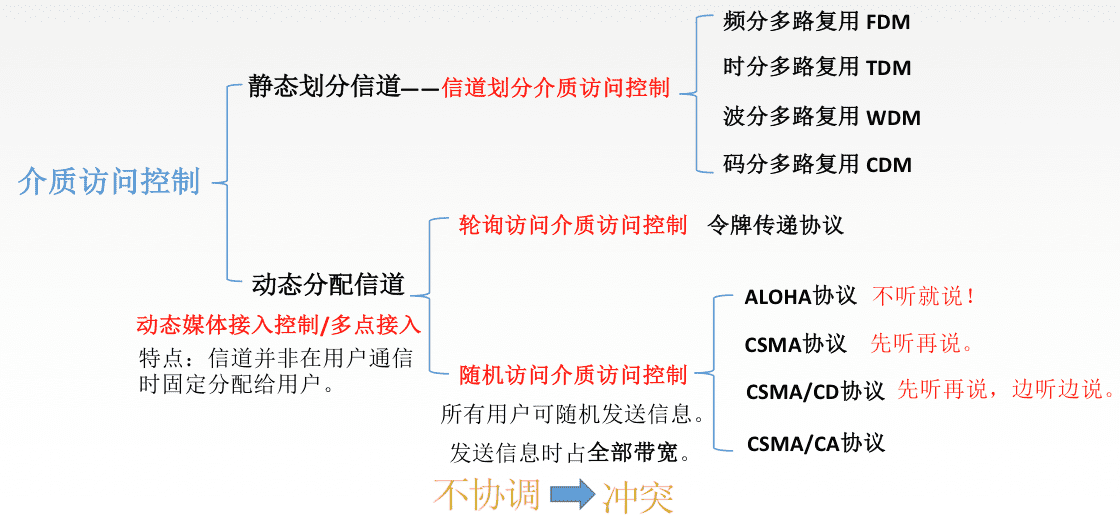 介质访问控制
静态划分信道——信道划分介质访问控制
频分多路复用 FDM
时分多路复用 TDM
波分多路复用 WDM
码分多路复用 CDM
动态分配信道
动态媒体接入控制/多点接入
特点：信道并非在用户通信
时固定分配给用户。
轮询访问介质访问控制 令牌传递协议
随机访问介质访问控制
所有用户可随机发送信息。
发送信息时占全部带宽。
ALOHA协议 不听就说！
CSMA协议 先听再说。
CSMA/CD协议 先听再说，边听边说。
CSMA/CA协议
不协调 冲突